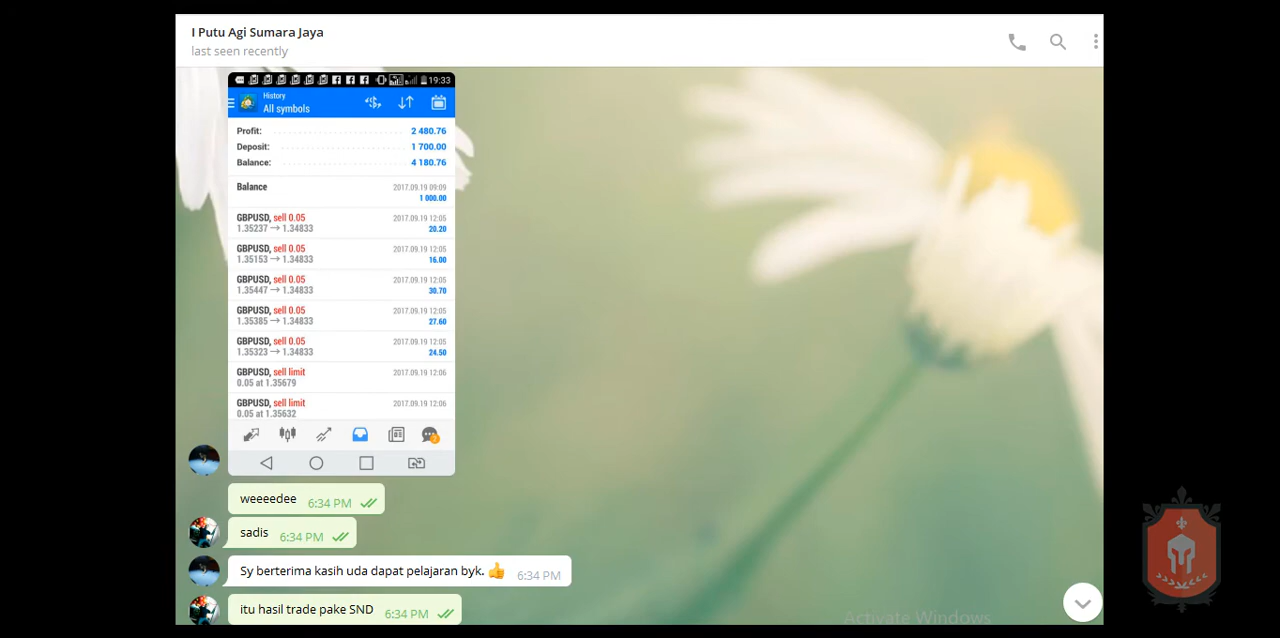 I Putu Agi Sumara Jaya
last seen recently
19:33
History
All symbols
Profit: 2 480.76
Deposit: 1 700.00
Balance: 4 180.76
Balance 2017.09.19 09:09
1 000.00
GBPUSD, sell 0.05 2017.09.19 12:05
1.35237 → 1.34833 20.20
GBPUSD, sell 0.05 2017.09.19 12:05
1.35153 → 1.34833 16.00
GBPUSD, sell 0.05 2017.09.19 12:05
1.35447 → 1.34833 30.70
GBPUSD, sell 0.05 2017.09.19 12:05
1.35385 → 1.34833 27.60
GBPUSD, sell 0.05 2017.09.19 12:05
1.35323 → 1.34833 24.50
GBPUSD, sell limit 2017.09.19 12:06
0.05 at 1.35679
GBPUSD, sell limit 2017.09.19 12:06
0.05 at 1.35632
weeeedee 6:34 PM
sadis 6:34 PM
Sy berterima kasih uda dapat pelajaran byk. 👍 6:34 PM
itu hasil trade pake SND 6:34 PM
Activate Windows